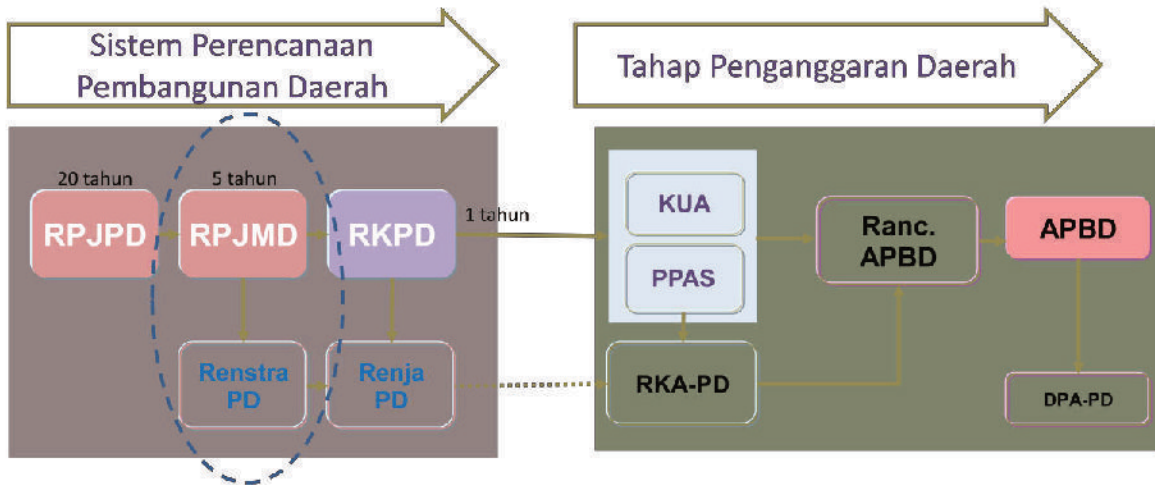 Sistem Perencanaan
Pembangunan Daerah
Tahap Penganggaran Daerah
20 tahun
5 tahun
RPJPD
RPJMD
RKPD
1 tahun
Renstra
PD
Renja
PD
KUA
PPAS
RKA-PD
Ranc.
APBD
APBD
DPA-PD